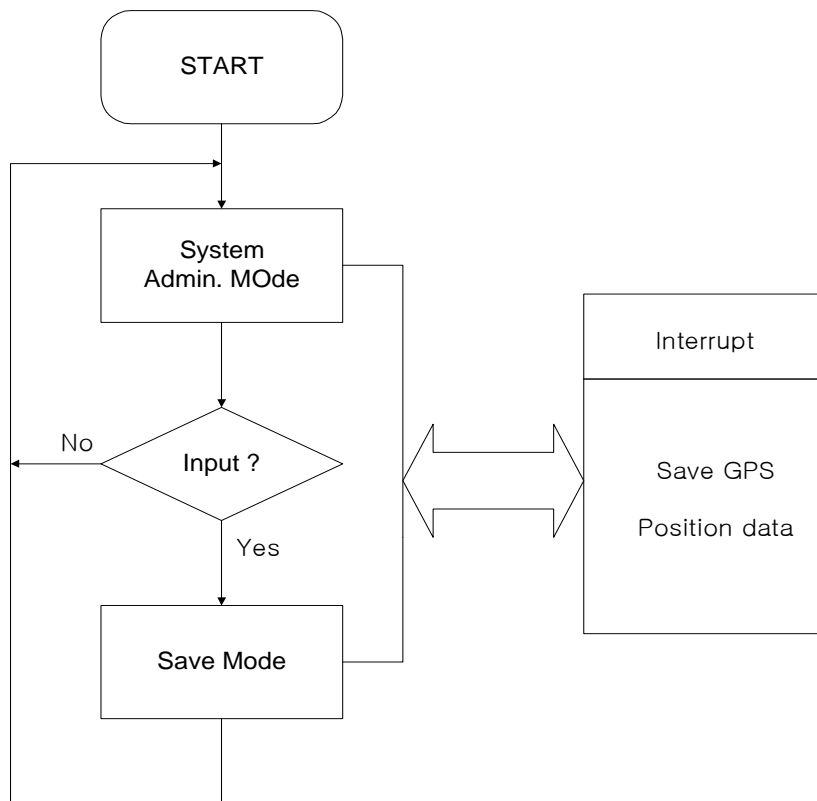 START
System
Admin. MOde
Input ?
No
Yes
Save Mode
Interrupt
Save GPS
Position data